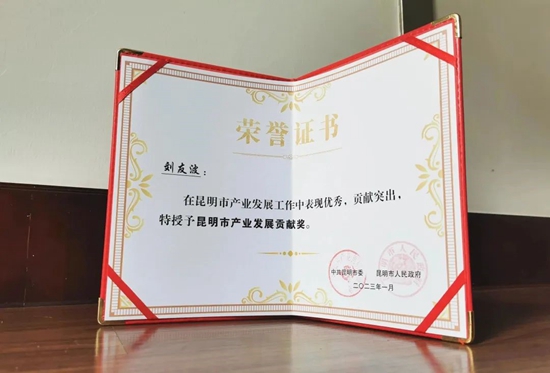 荣誉证书
刘友波：
在昆明市产业发展工作中表现优秀，贡献突出，
特授予昆明市产业发展贡献奖。
中共昆明市委 昆明市人民政府
二〇二三年一月